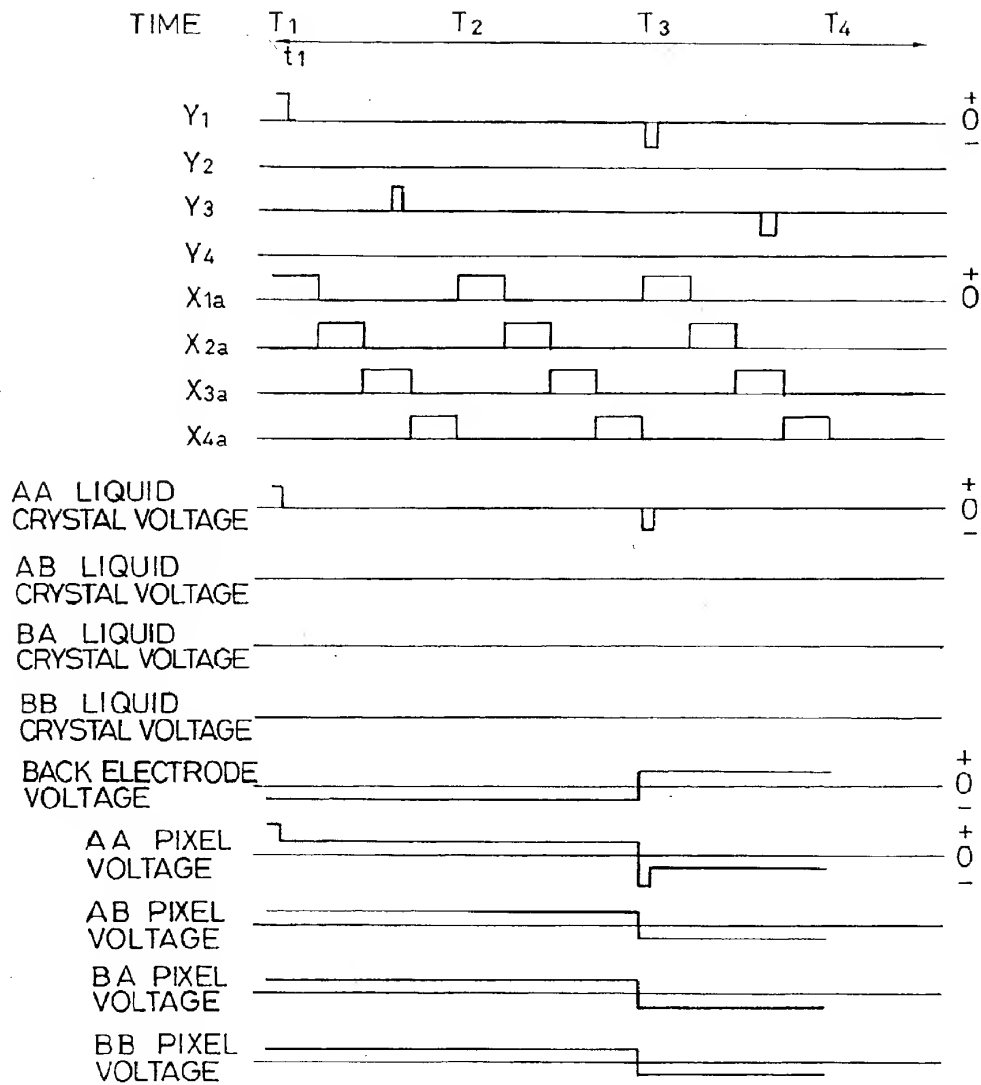 TIME T1 T2 T3 T4
t1
Y1 + 0 -
Y2
Y3
Y4
X1a + 0
X2a
X3a
X4a
AA LIQUID CRYSTAL VOLTAGE + 0 -
AB LIQUID CRYSTAL VOLTAGE
BA LIQUID CRYSTAL VOLTAGE
BB LIQUID CRYSTAL VOLTAGE
BACK ELECTRODE VOLTAGE + 0 -
AA PIXEL VOLTAGE + 0 -
AB PIXEL VOLTAGE
BA PIXEL VOLTAGE
BB PIXEL VOLTAGE